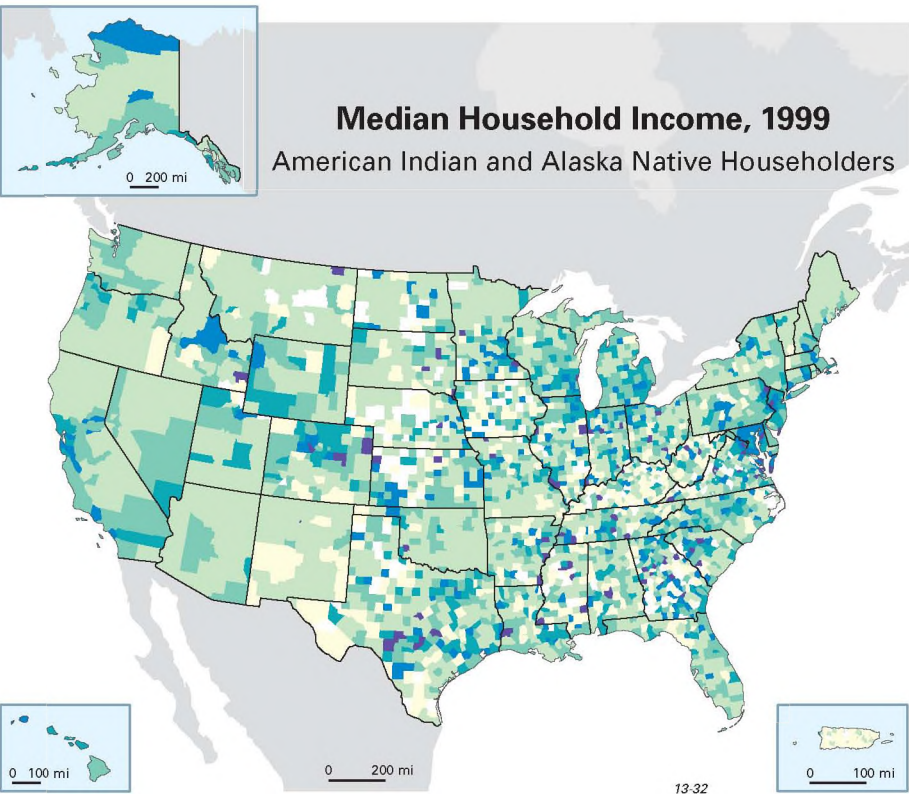 Median Household Income, 1999
American Indian and Alaska Native Householders
0 200 mi
0 100 mi
0 200 mi
0 100 mi
13-32